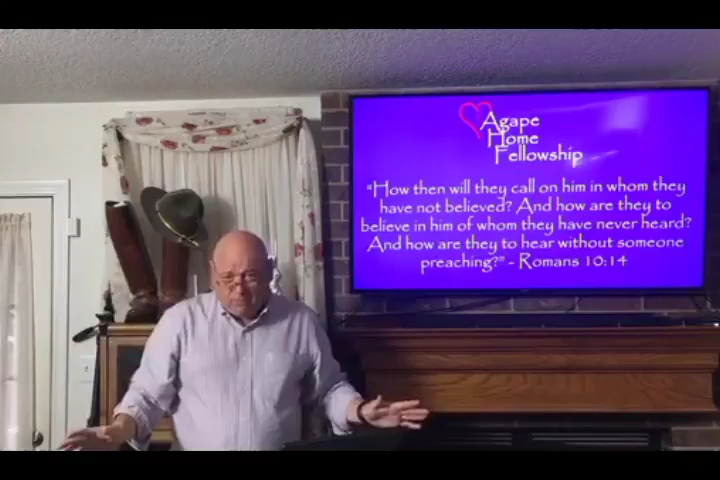 Agape
Home
Fellowship
“How then will they call on him in whom they
have not believed? And how are they to
believe in him of whom they have never heard?
And how are they to hear without someone
preaching?" - Romans 10:14